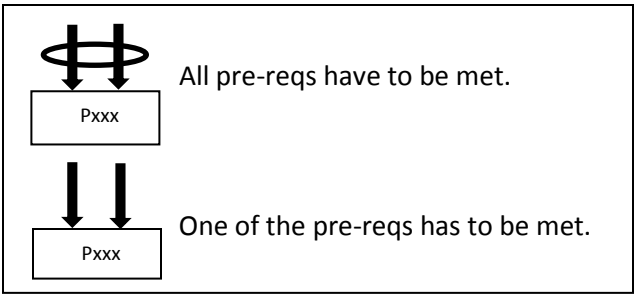 All pre-reqs have to be met.
Pxxx
One of the pre-reqs has to be met.
Pxxx